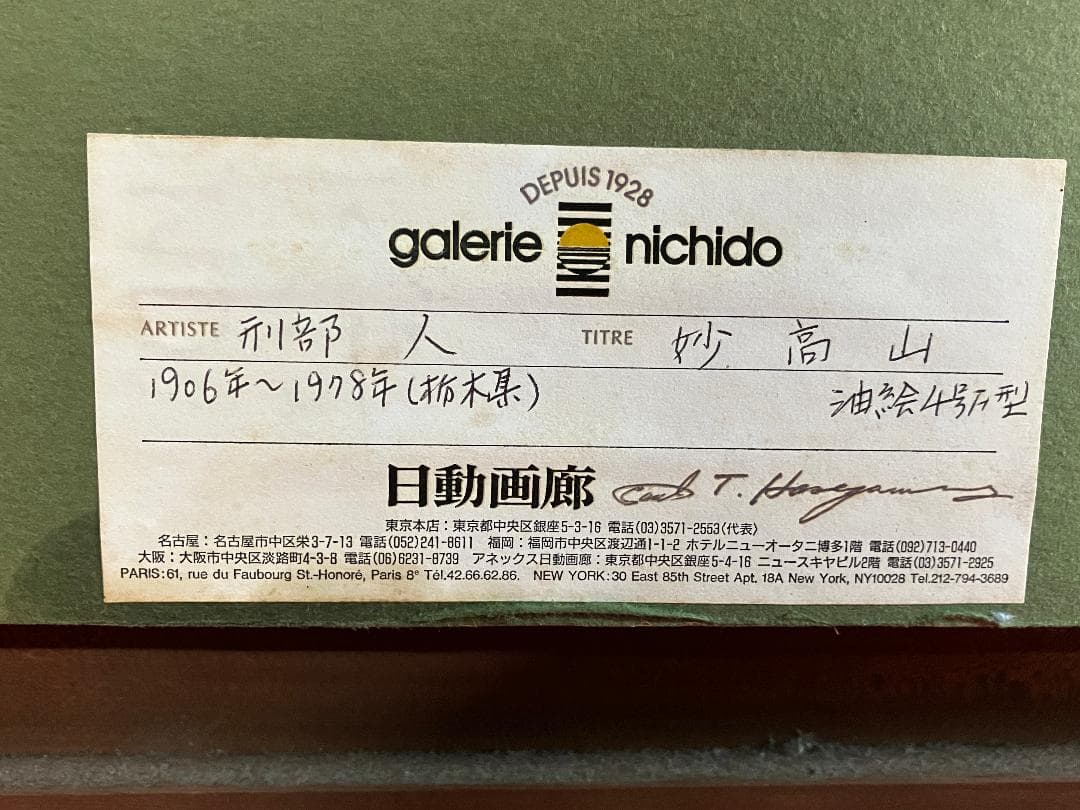 DEPUIS 1928
galerie nichido
ARTISTE 刑部 人 TITRE 妙高山
1906年~1978年(栃木県) 油絵4号F型
日動画廊 T. Hasegawa
東京本店:東京都中央区銀座5-3-16 電話(03)3571-2553(代表)
名古屋:名古屋市中区栄3-7-13 電話(052)241-8611 福岡:福岡市中央区渡辺通1-1-2 ホテルニューオータニ博多1階 電話(092)713-0440
大阪:大阪市中央区淡路町4-3-8 電話(06)6231-8739 アネックス日動画廊:東京都中央区銀座5-4-16 ニュースキヤビル2階 電話(03)3571-2925
PARIS:61, rue du Faubourg St.-Honoré, Paris 8° Tél.42.66.62.86. NEW YORK:30 East 85th Street Apt. 18A New York, NY10028 Tel.212-794-3689